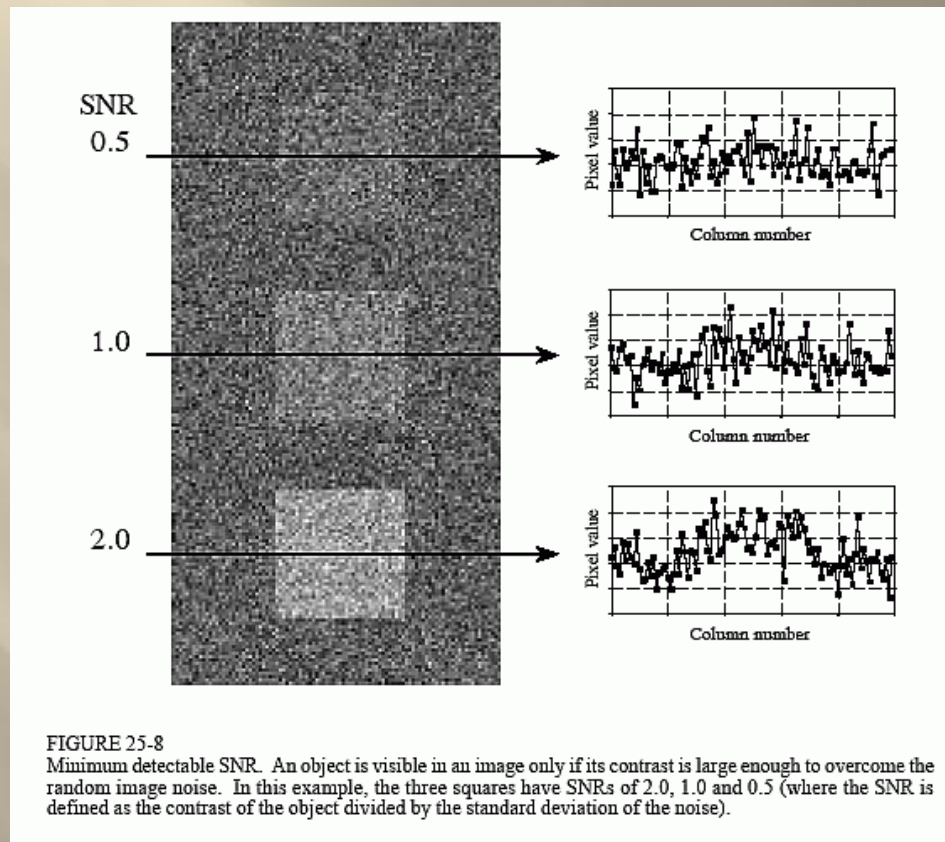 SNR
0.5
Pixel value
Column number
1.0
Pixel value
Column number
2.0
Pixel value
Column number
FIGURE 25-8
Minimum detectable SNR. An object is visible in an image only if its contrast is large enough to overcome the
random image noise. In this example, the three squares have SNRs of 2.0, 1.0 and 0.5 (where the SNR is
defined as the contrast of the object divided by the standard deviation of the noise).